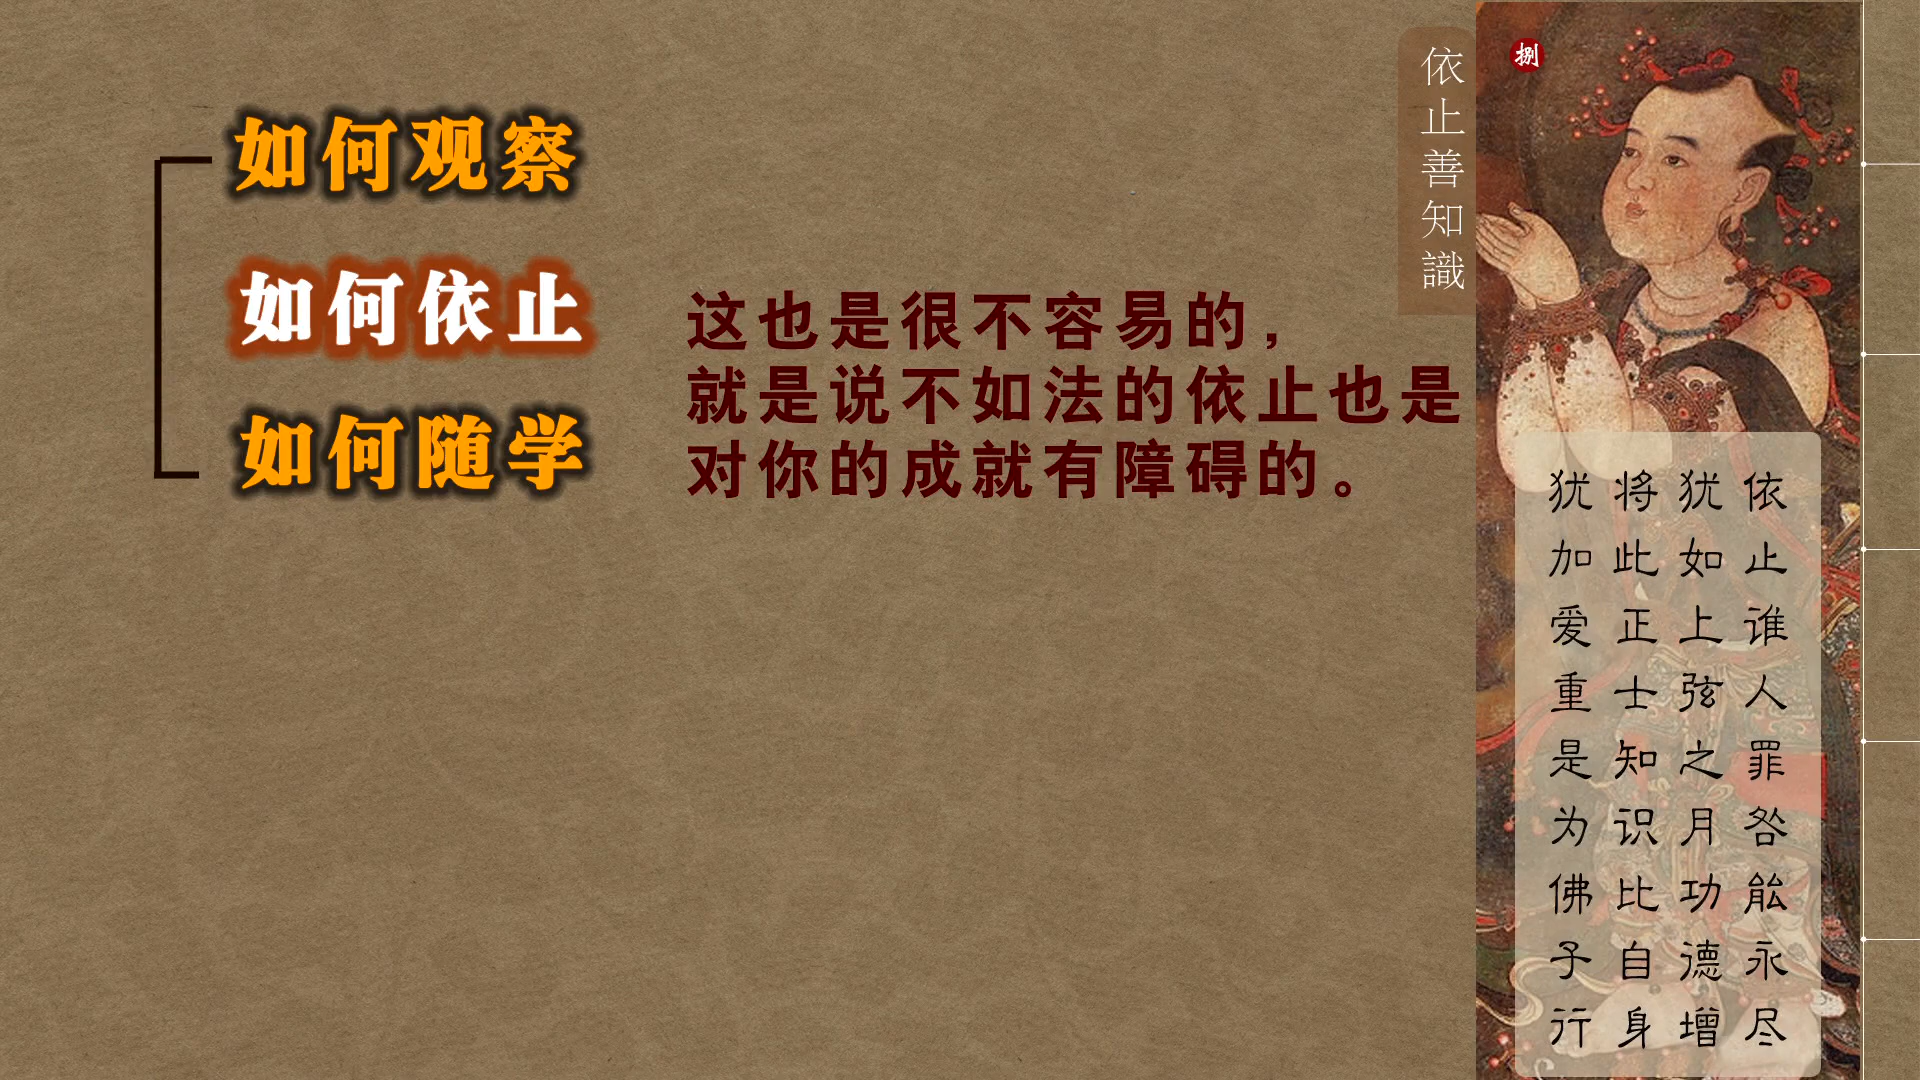 如何观察
如何依止
如何随学
这也是很不容易的，
就是说不如法的依止也是
对你的成就有障碍的。
依止善知識
捌
依止谁人罪咎能永尽
犹如上弦之月功德增
将此正士知识比自身
犹加爱重是为佛子行